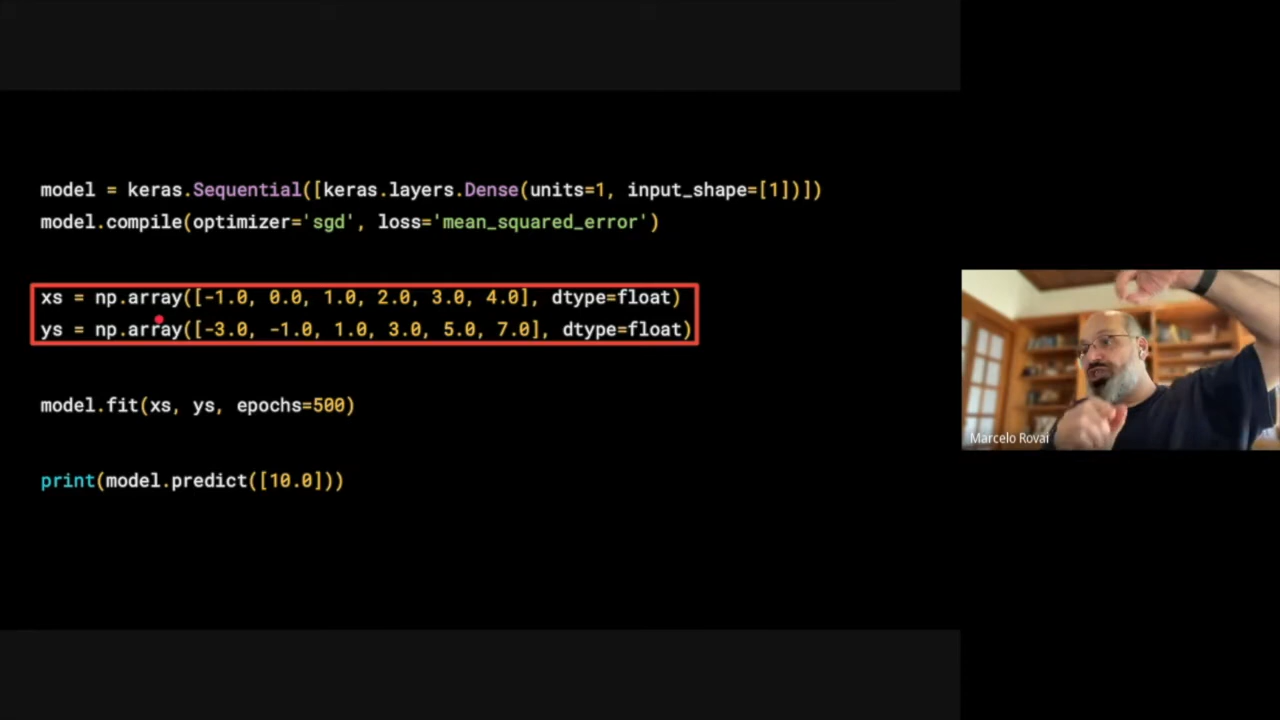 model = keras.Sequential([keras.layers.Dense(units=1, input_shape=[1])])
model.compile(optimizer='sgd', loss='mean_squared_error')
xs = np.array([-1.0, 0.0, 1.0, 2.0, 3.0, 4.0], dtype=float)
ys = np.array([-3.0, -1.0, 1.0, 3.0, 5.0, 7.0], dtype=float)
model.fit(xs, ys, epochs=500)
print(model.predict([10.0]))
Marcelo Rovai